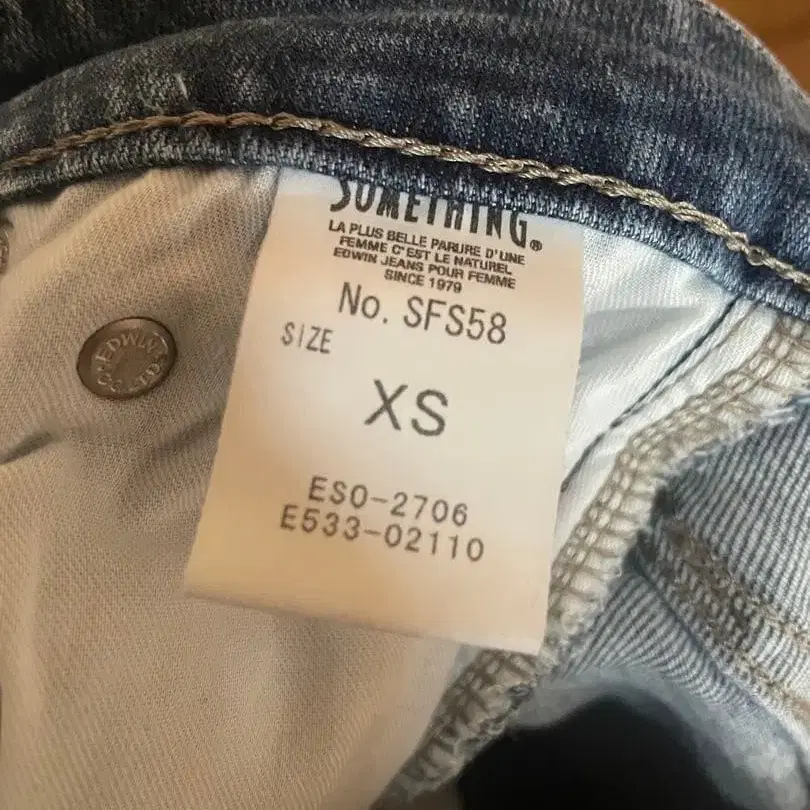 SOMETHING®
LA PLUS BELLE PARURE D'UNE
FEMME C'EST LE NATUREL
EDWIN JEANS POUR FEMME
SINCE 1979
No. SFS58
SIZE
XS
ESO-2706
E533-02110
EDWIN